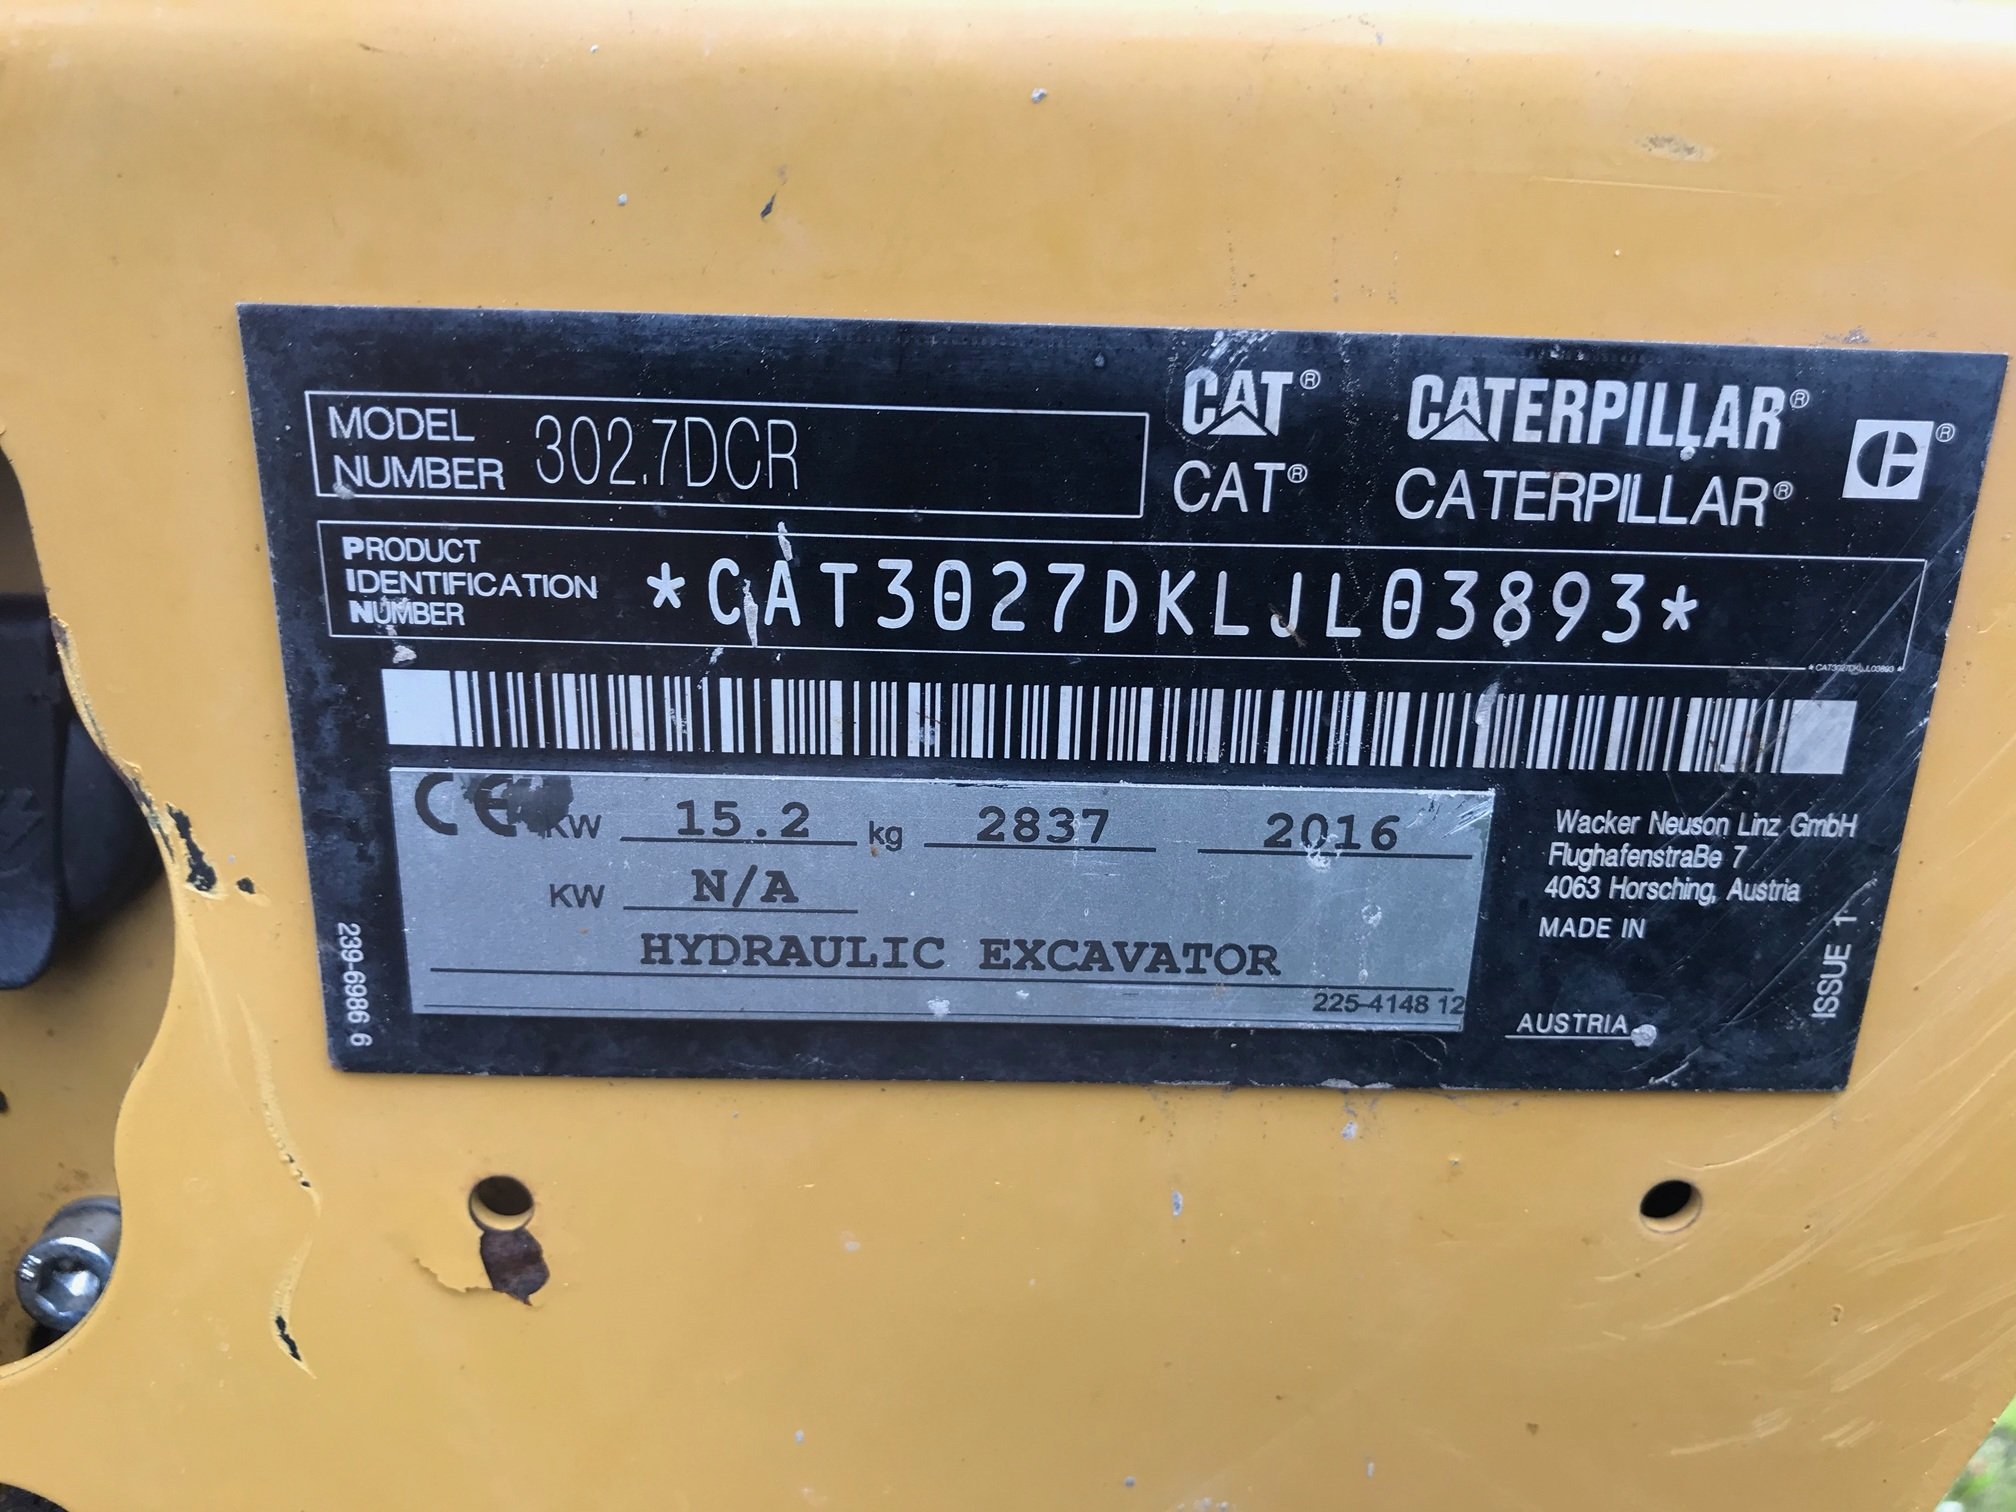 MODEL NUMBER 302.7DCR
CAT® CATERPILLAR®
CAT® CATERPILLAR®
®
PRODUCT IDENTIFICATION NUMBER *CAT3027DKLJL03893*
*CAT3027DKLJL03893*
CE KW 15.2 kg 2837 2016
KW N/A
HYDRAULIC EXCAVATOR
225-4148 12
Wacker Neuson Linz GmbH
FlughafenstraBe 7
4063 Horsching, Austria
MADE IN
AUSTRIA
ISSUE 1
239-6986 6